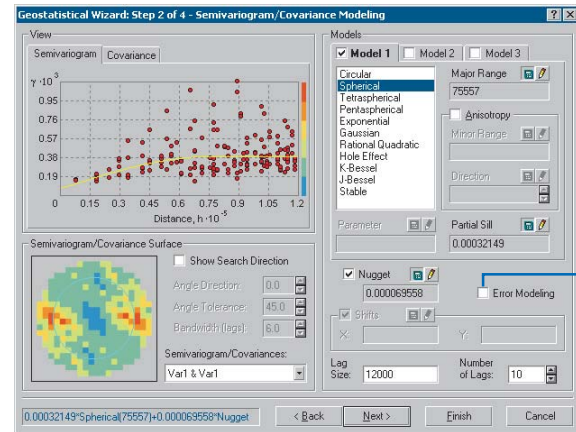 Geostatistical Wizard: Step 2 of 4 - Semivariogram/Covariance Modeling
View
Semivariogram Covariance
γ·10³
0.95
0.76
0.57
0.38
0.19
0 0.15 0.3 0.45 0.6 0.75 0.9 1.05 1.2
Distance, h·10⁻⁵
Semivariogram/Covariance Surface
Show Search Direction
Angle Direction: 0.0
Angle Tolerance: 45.0
Bandwidth (lags): 6.0
Semivariogram/Covariances:
Var1 & Var1
Models
Model 1 Model 2 Model 3
Circular
Spherical
Tetraspherical
Pentaspherical
Exponential
Gaussian
Rational Quadratic
Hole Effect
K-Bessel
J-Bessel
Stable
Major Range
75557
Anisotropy
Minor Range
Direction
Parameter
Partial Sill
0.00032149
Nugget
0.000069558
Error Modeling
Shifts
X: Y:
Lag Size: 12000
Number of Lags: 10
0.00032149*Spherical(75557)+0.000069558*Nugget
< Back Next > Finish Cancel